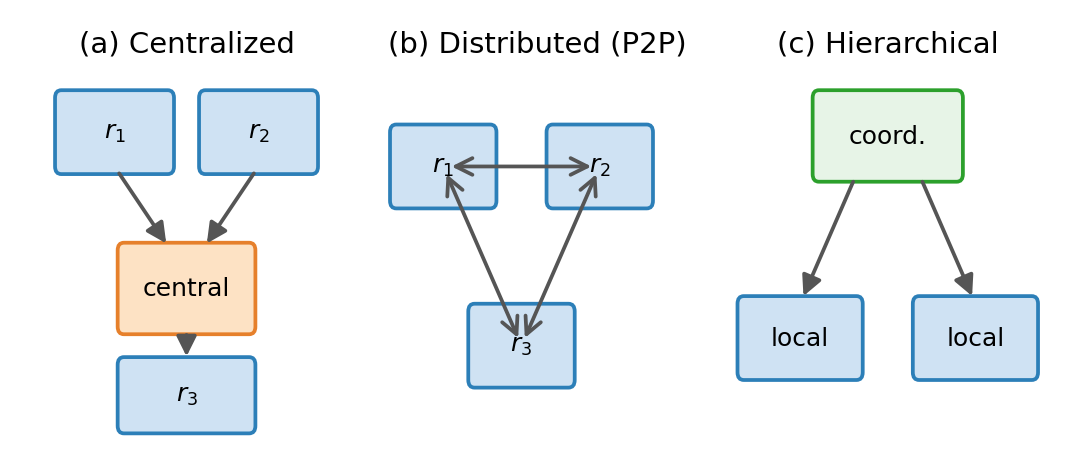 (a) Centralized
r₁
r₂
central
r₃
(b) Distributed (P2P)
r₁
r₂
r₃
(c) Hierarchical
coord.
local
local